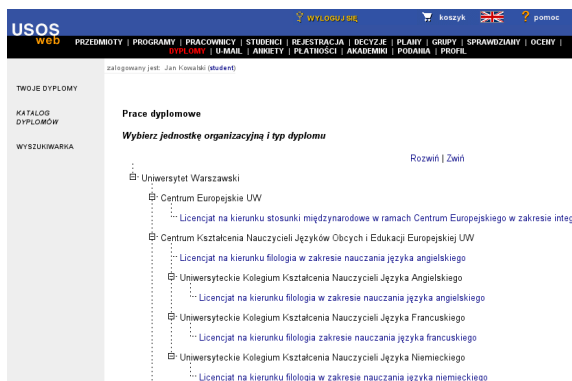 USOS
web
WYLOGUJ SIĘ
koszyk
? pomoc
PRZEDMIOTY | PROGRAMY | PRACOWNICY | STUDENCI | REJESTRACJA | DECYZJE | PLANY | GRUPY | SPRAWDZIANY | OCENY |
DYPLOMY | U-MAIL | ANKIETY | PŁATNOŚCI | AKADEMIKI | PODANIA | PROFIL
zalogowany jest: Jan Kowalski (student)
TWOJE DYPLOMY
KATALOG
DYPLOMÓW
WYSZUKIWARKA
Prace dyplomowe
Wybierz jednostkę organizacyjną i typ dyplomu
Rozwiń | Zwiń
Uniwersytet Warszawski
Centrum Europejskie UW
Licencjat na kierunku stosunki międzynarodowe w ramach Centrum Europejskiego w zakresie integ
Centrum Kształcenia Nauczycieli Języków Obcych i Edukacji Europejskiej UW
Licencjat na kierunku filologia w zakresie nauczania języka angielskiego
Uniwersyteckie Kolegium Kształcenia Nauczycieli Języka Angielskiego
Licencjat na kierunku filologia w zakresie nauczania języka angielskiego
Uniwersyteckie Kolegium Kształcenia Nauczycieli Języka Francuskiego
Licencjat na kierunku filologia zakresie nauczania języka francuskiego
Uniwersyteckie Kolegium Kształcenia Nauczycieli Języka Niemieckiego
Licencjat na kierunku filologia w zakresie nauczania języka niemieckiego